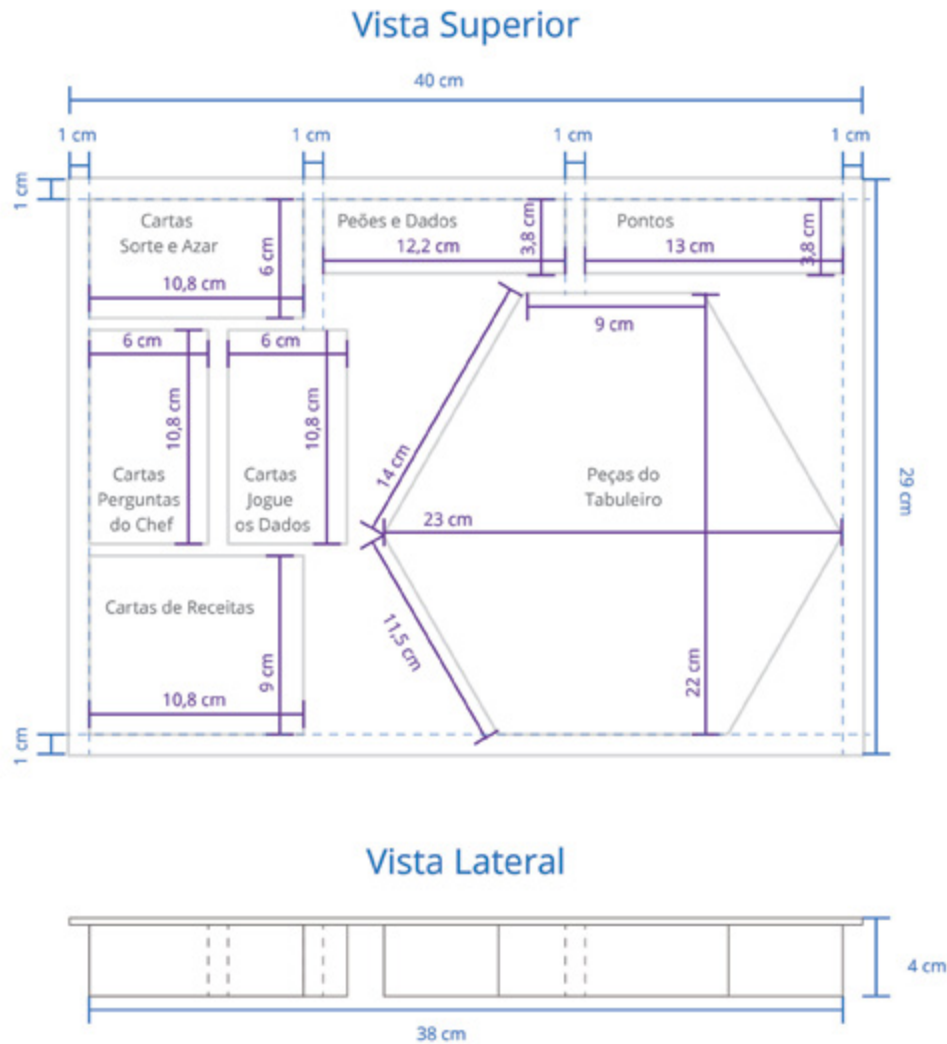 Vista Superior
40 cm
1 cm
1 cm
1 cm
1 cm
1 cm
Cartas
Sorte e Azar
6 cm
10,8 cm
Peões e Dados
3,8 cm
12,2 cm
Pontos
3,8 cm
13 cm
6 cm
6 cm
9 cm
10,8 cm
10,8 cm
14 cm
Cartas
Perguntas
do Chef
Cartas
Jogue
os Dados
Peças do
Tabuleiro
29 cm
23 cm
Cartas de Receitas
11,5 cm
9 cm
22 cm
10,8 cm
1 cm
Vista Lateral
4 cm
38 cm